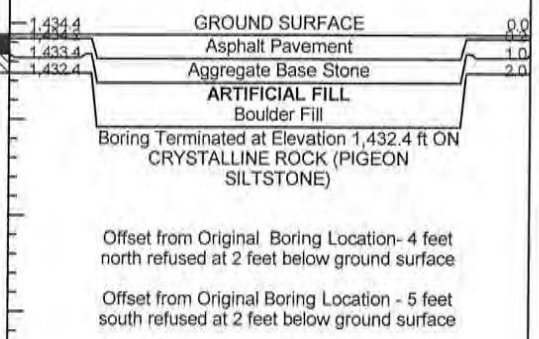 1,434.4 GROUND SURFACE 0.0
Asphalt Pavement
1,433.4 1.0
Aggregate Base Stone
1,432.4 2.0
ARTIFICIAL FILL
Boulder Fill
Boring Terminated at Elevation 1,432.4 ft ON
CRYSTALLINE ROCK (PIGEON
SILTSTONE)
Offset from Original Boring Location- 4 feet
north refused at 2 feet below ground surface
Offset from Original Boring Location - 5 feet
south refused at 2 feet below ground surface